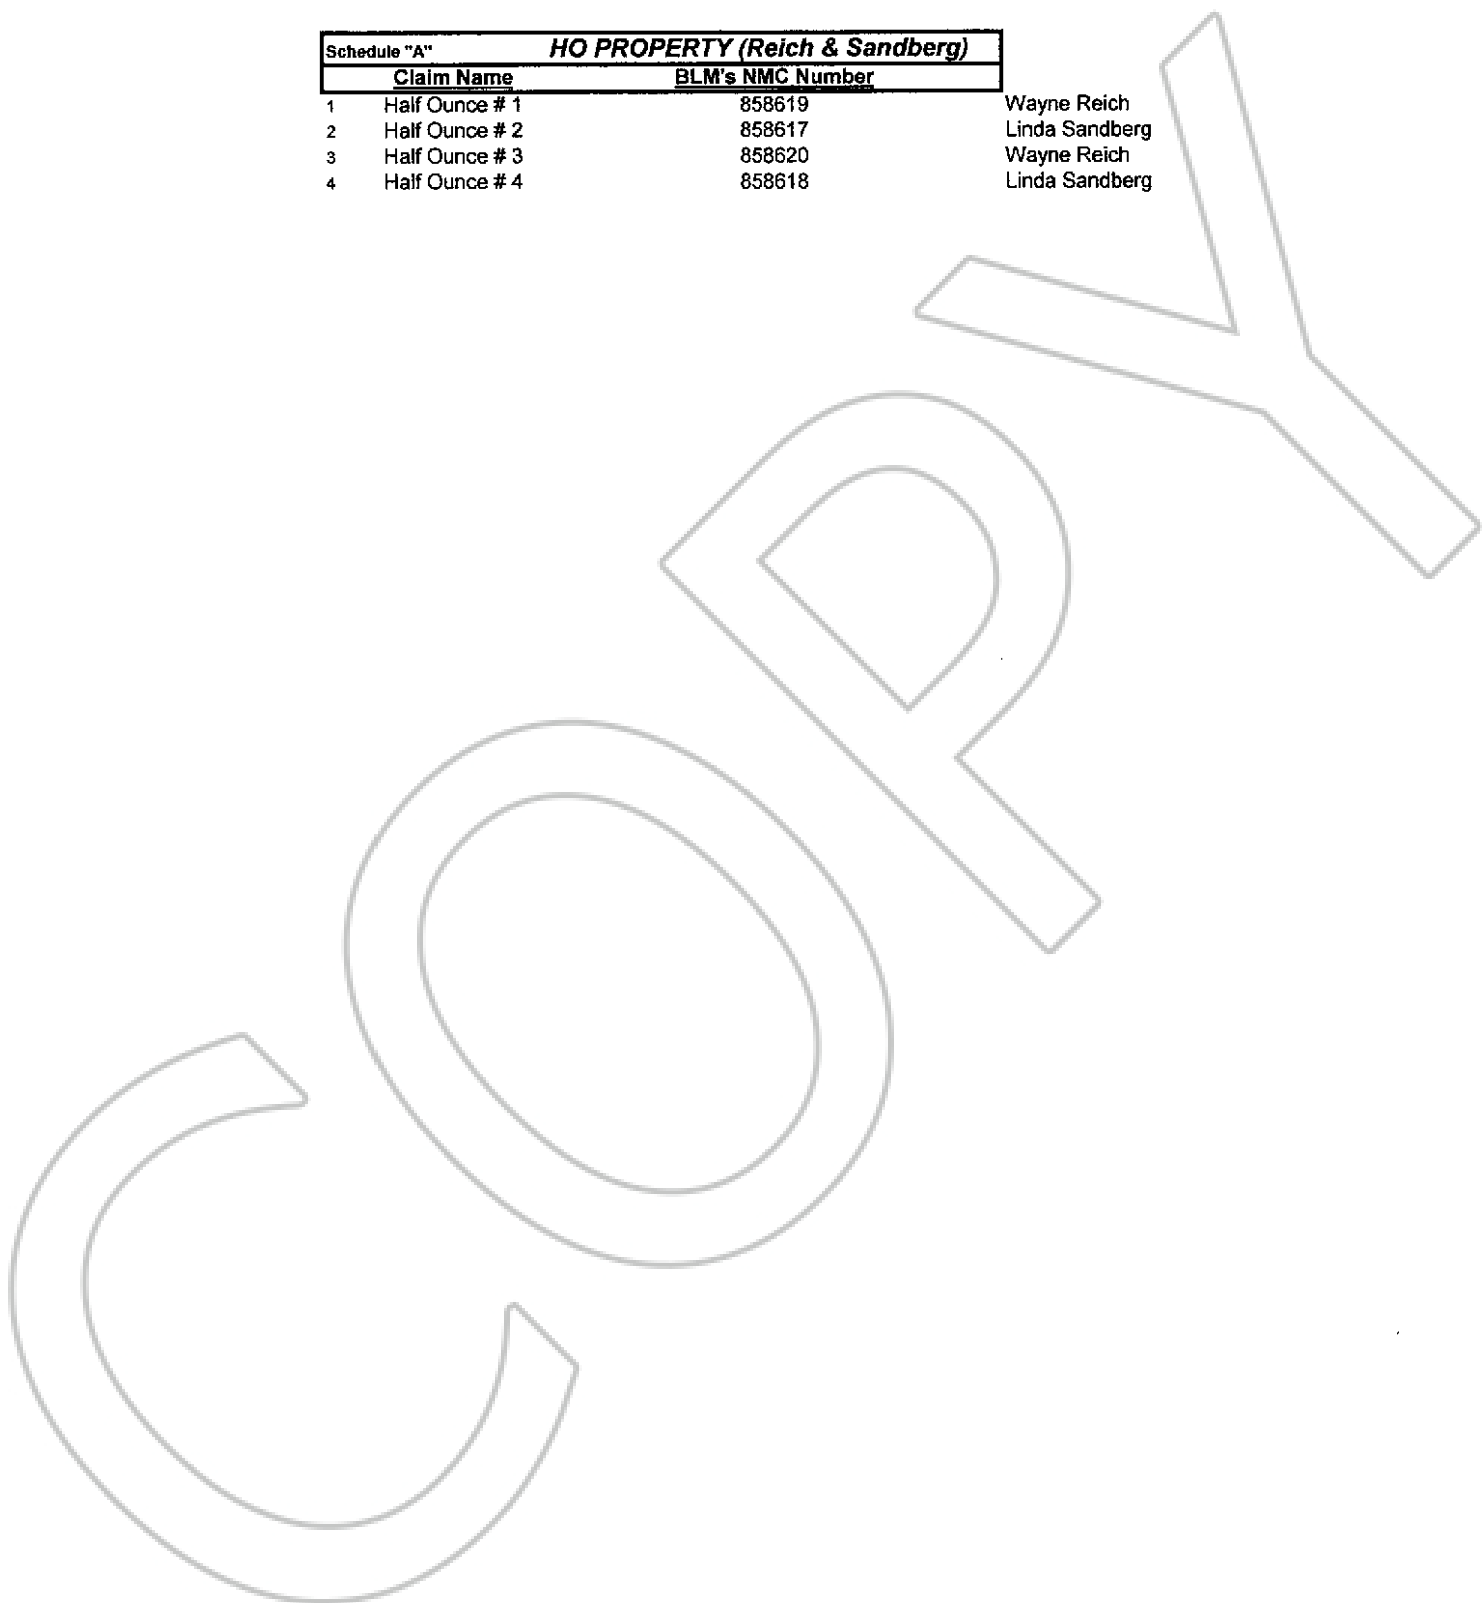 Schedule "A" HO PROPERTY (Reich & Sandberg)
Claim Name BLM's NMC Number
1 Half Ounce # 1 858619 Wayne Reich
2 Half Ounce # 2 858617 Linda Sandberg
3 Half Ounce # 3 858620 Wayne Reich
4 Half Ounce # 4 858618 Linda Sandberg
COPY